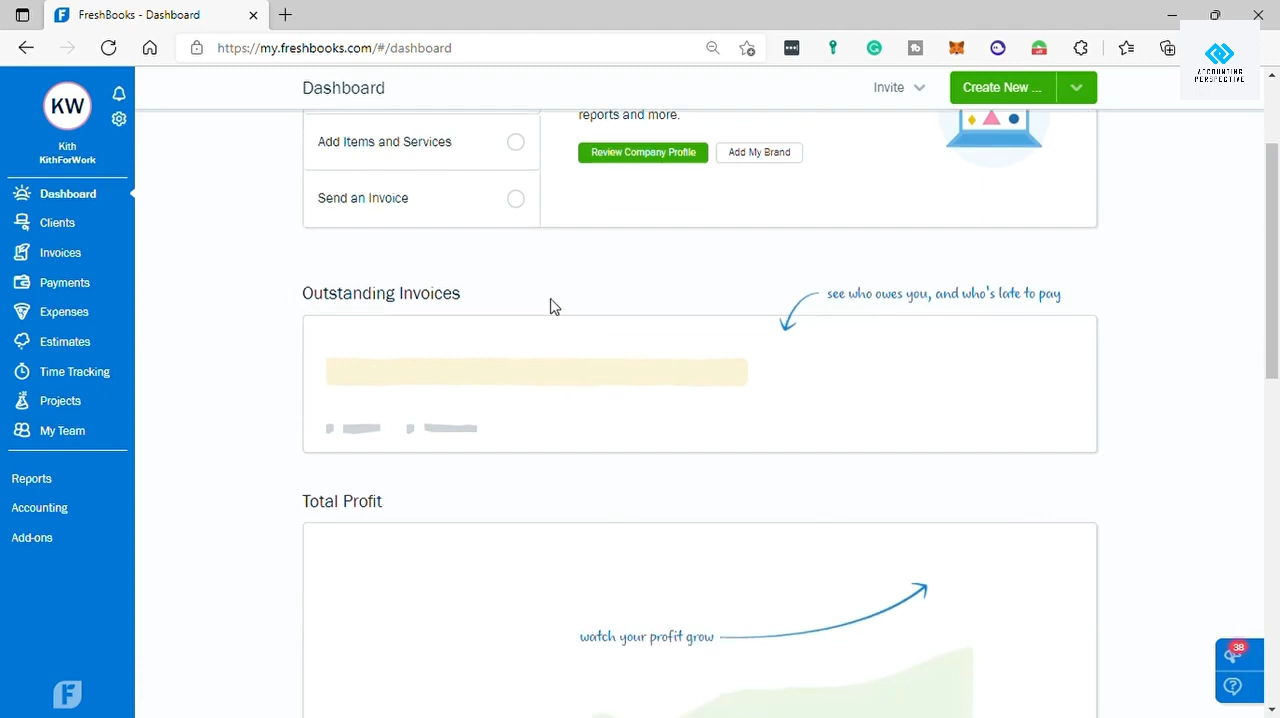 FreshBooks - Dashboard
https://my.freshbooks.com/#/dashboard
ACCOUNTING
PERSPECTIVE
KW
Kith
KithForWork
Dashboard
Clients
Invoices
Payments
Expenses
Estimates
Time Tracking
Projects
My Team
Reports
Accounting
Add-ons
Dashboard
Invite
Create New ...
reports and more.
Add Items and Services
Review Company Profile
Add My Brand
Send an Invoice
Outstanding Invoices
see who owes you, and who's late to pay
Total Profit
watch your profit grow
38